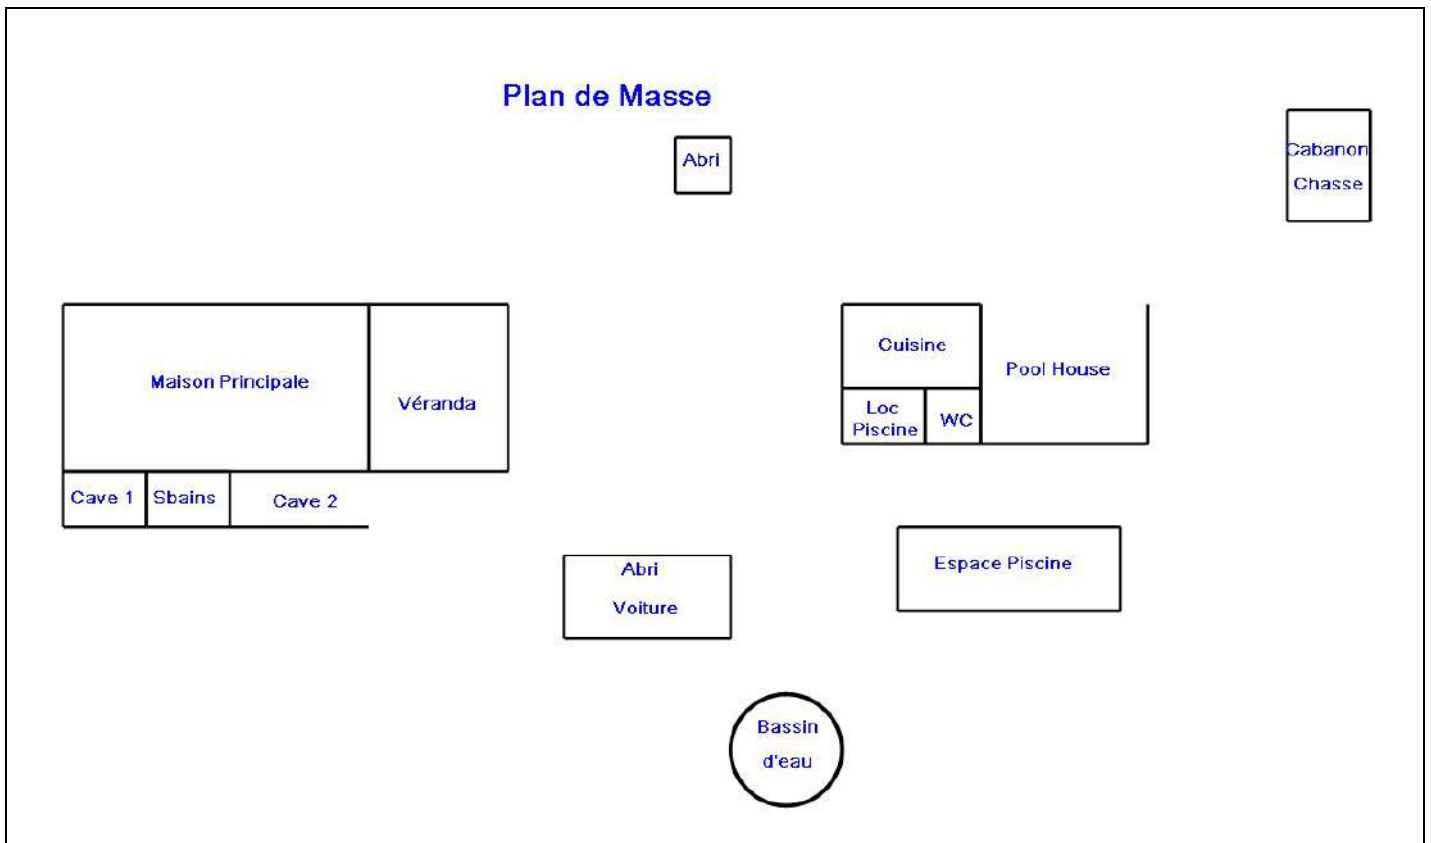 Plan de Masse
Abri
Cabanon
Chasse
Maison Principale
Véranda
Cuisine
Pool House
Loc
Piscine
WC
Cave 1
Sbains
Cave 2
Abri
Voiture
Espace Piscine
Bassin
d'eau